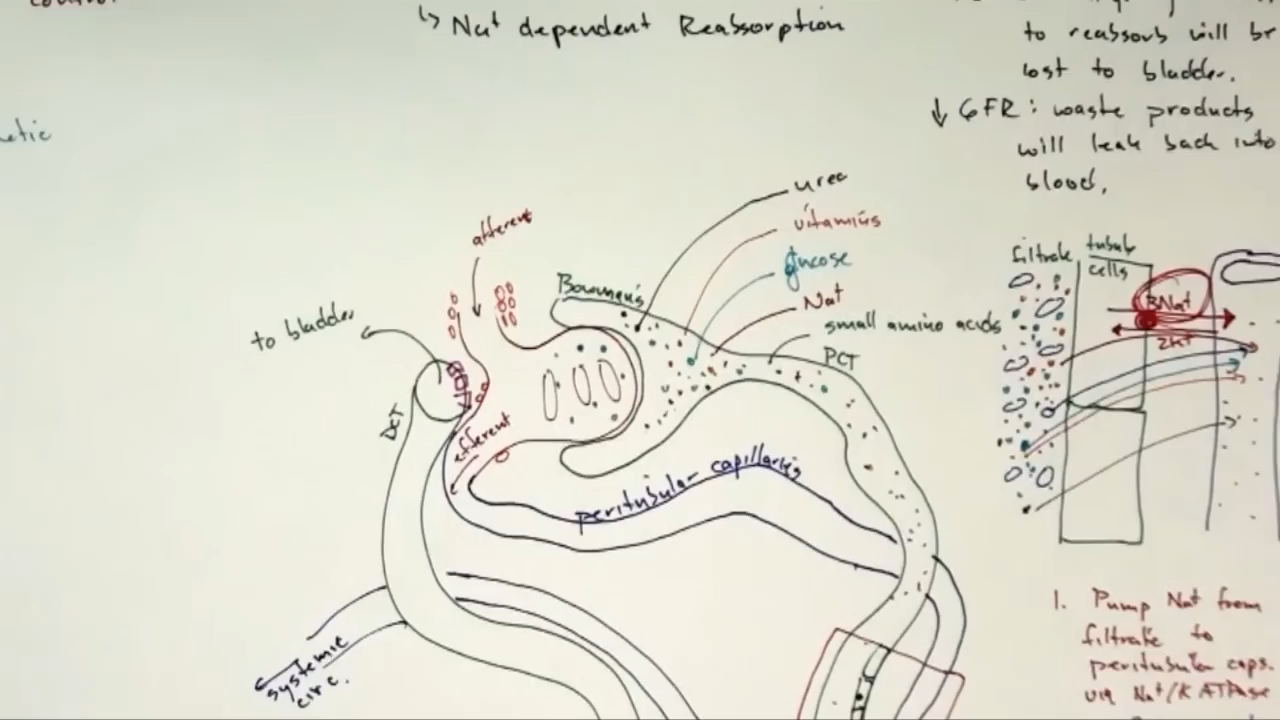 control
↳ Na+ dependent Reabsorption
to reabsorb will be
lost to bladder.
↓ GFR: waste products
will leak back into
blood.
etic
afferent
to bladder
Bowman's
urea
vitamins
glucose
Na+
small amino acids
PCT
DCT
efferent
peritubular capillaries
systemic
circ.
filtrate
tubule
cells
3Na+
2K+
1. Pump Na+ from
filtrate to
peritubular caps.
via Na+/K ATPase